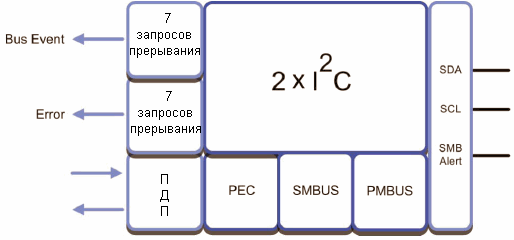 Bus Event
7
запросов
прерывания
2 x I²C
SDA
Error
7
запросов
прерывания
SCL
SMB
Alert
П
Д
П
PEC
SMBUS
PMBUS